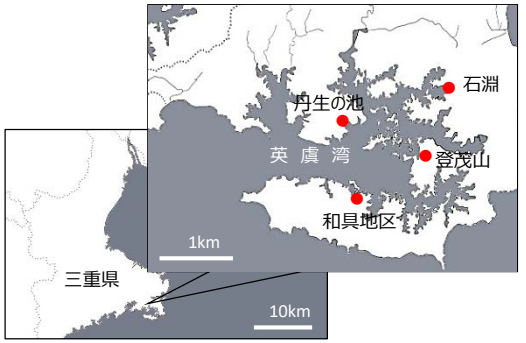 石淵
丹生の池
英虞湾
登茂山
和具地区
1km
三重県
10km